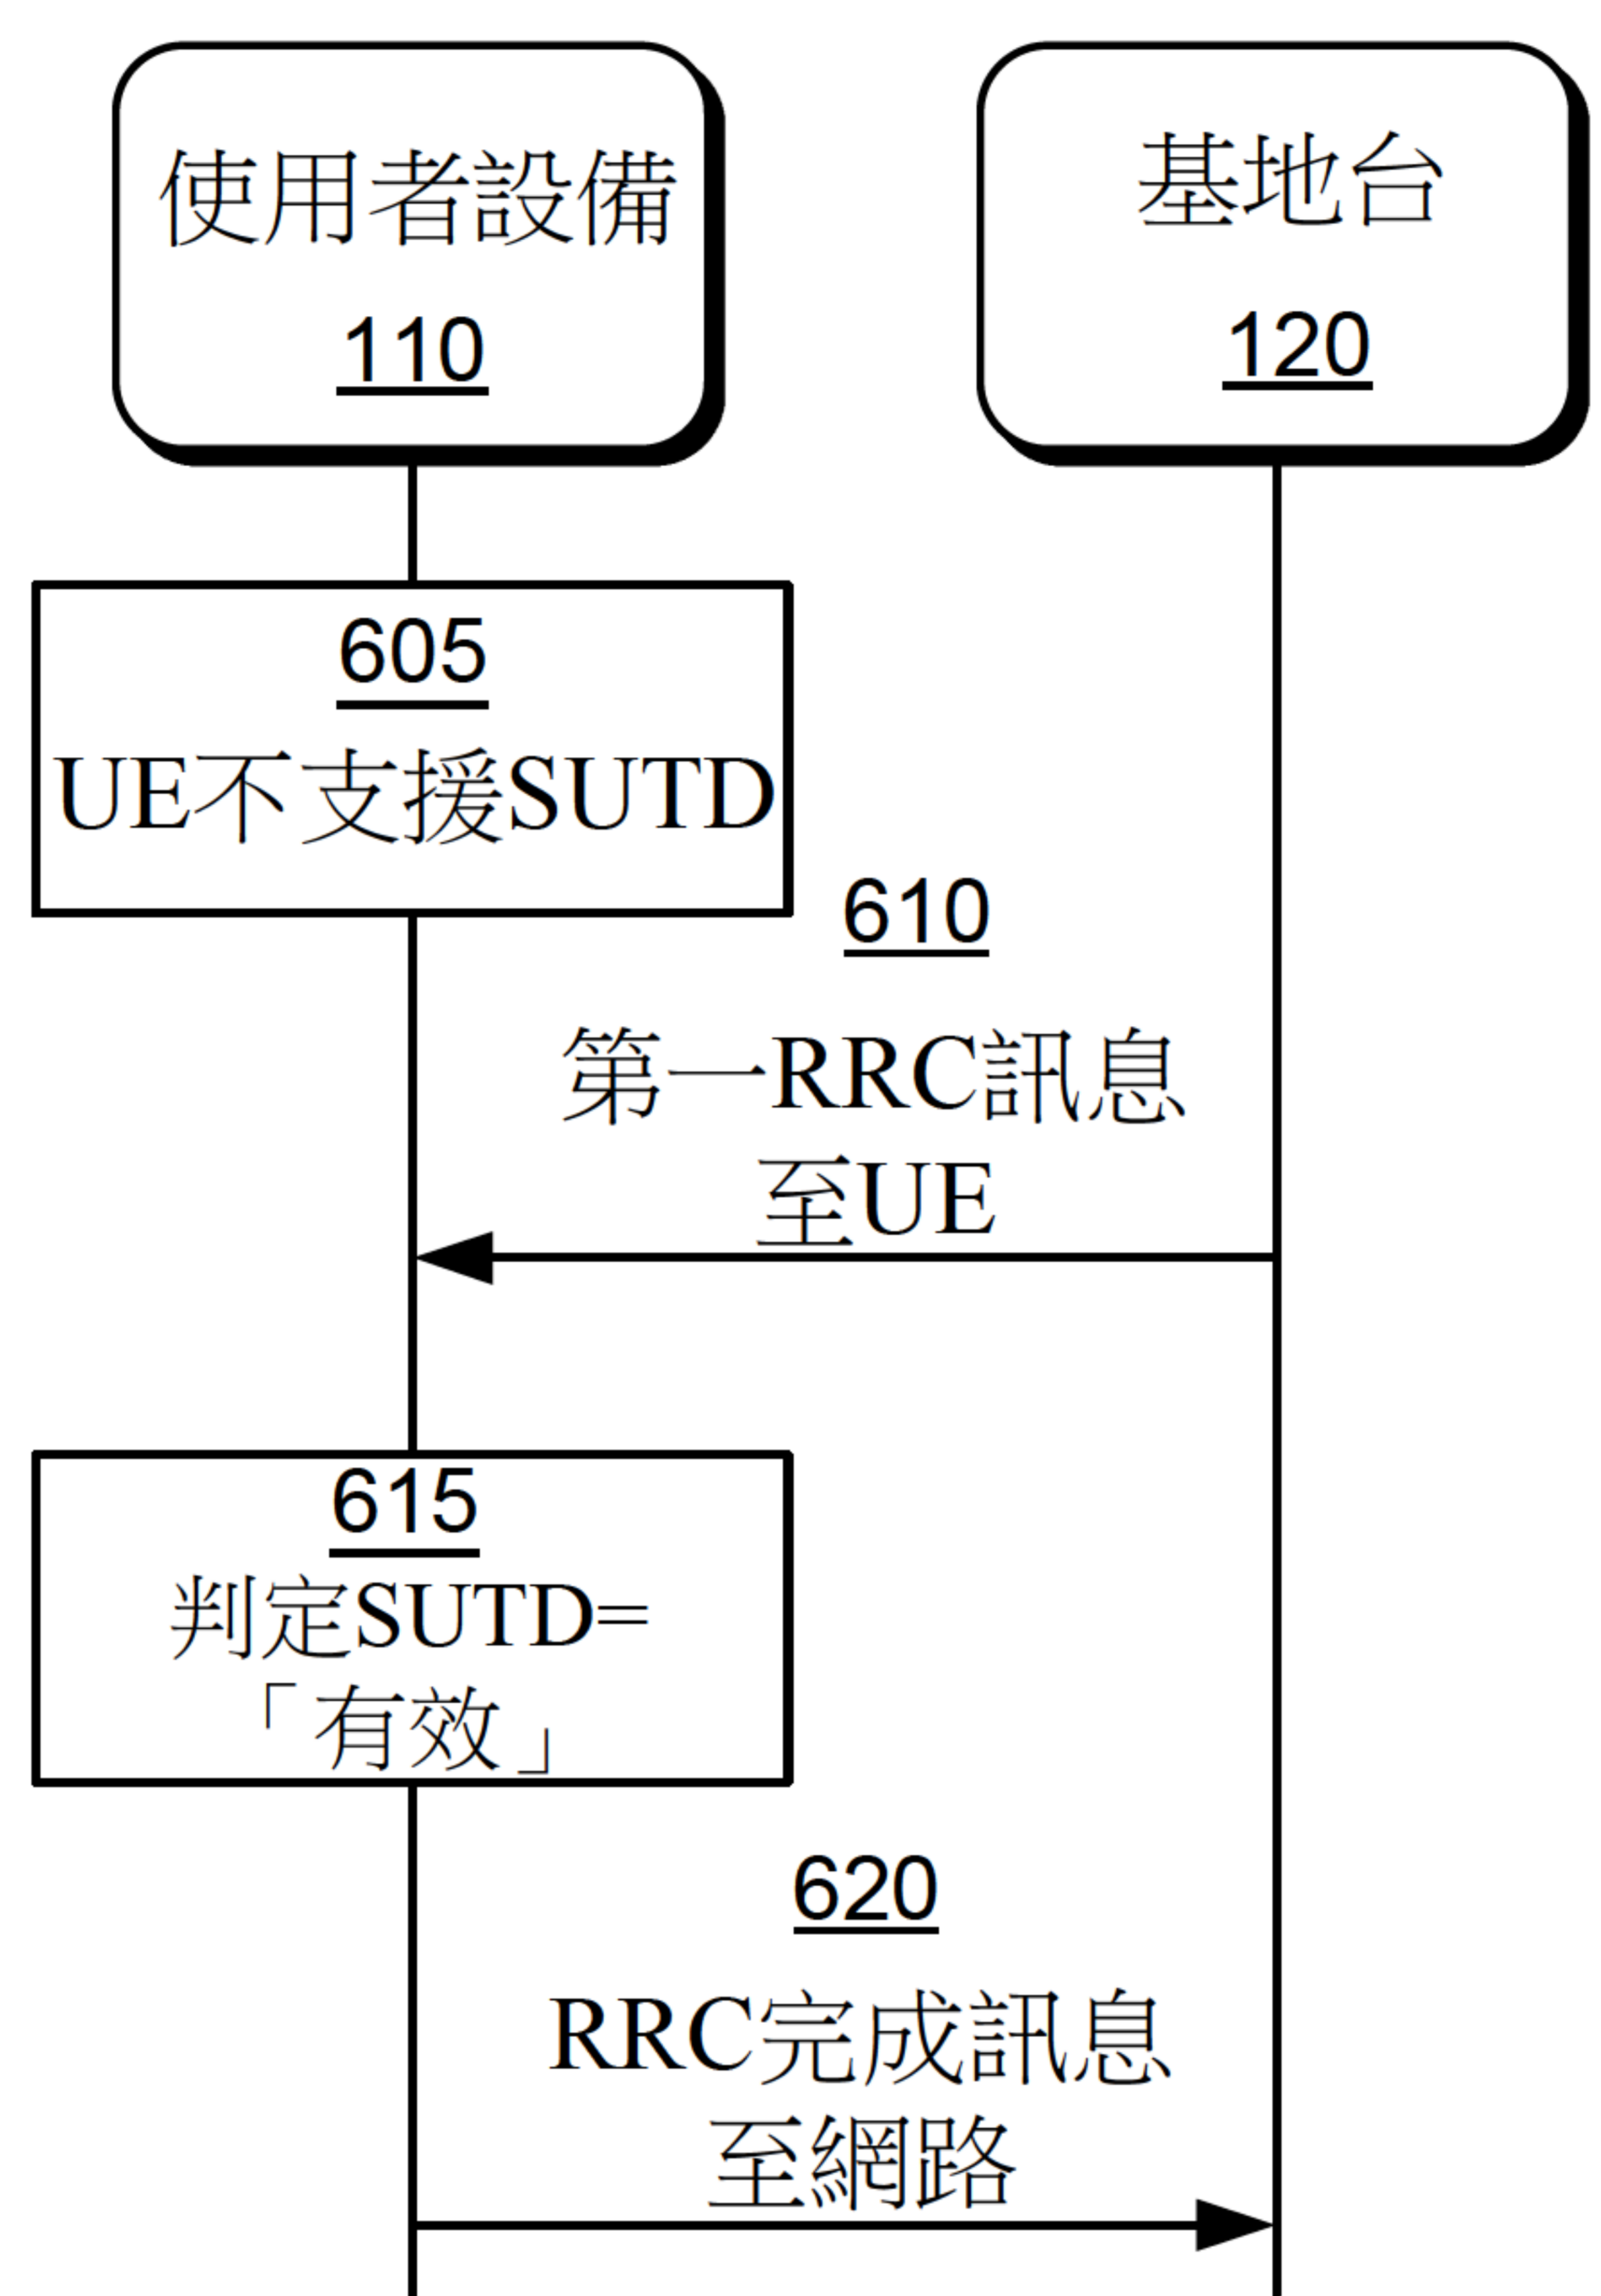 使用者設備
110
基地台
120
605
UE不支援SUTD
610
第一RRC訊息
至UE
615
判定SUTD=
「有效」
620
RRC完成訊息
至網路